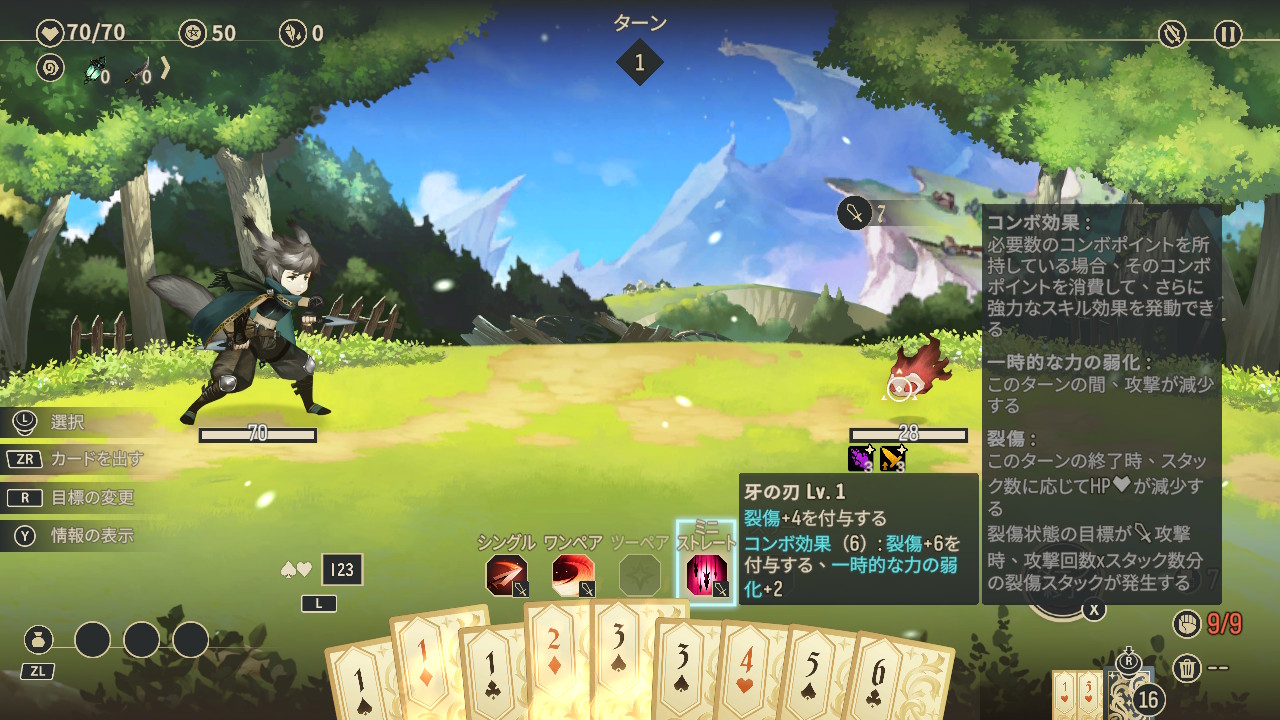 70/70
50
0
ターン
1
0
0
7
コンボ効果：
必要数のコンボポイントを所
持している場合、そのコンボ
ポイントを消費して、さらに
強力なスキル効果を発動でき
る
一時的な力の弱化：
このターンの間、攻撃が減少
する
裂傷：
このターンの終了時、スタッ
ク数に応じてHP♥が減少す
る
裂傷状態の目標が攻撃
時、攻撃回数xスタック数分
の裂傷スタックが発生する
70
28
3
3
L
選択
ZR
カードを出す
R
目標の変更
Y
情報の表示
牙の刃 Lv. 1
裂傷+4を付与する
コンボ効果（6）：裂傷+6を
付与する、一時的な力の弱
化+2
シングル
ワンペア
ツーペア
ミニ
ストレート
♠♥
123
L
7
X
9/9
ZL
1
1
1
2
3
3
4
5
6
1
5
R
16
--